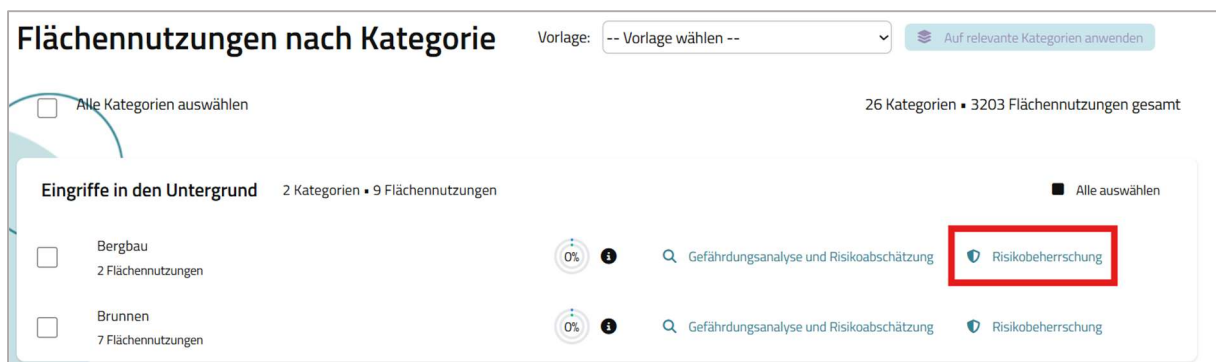 Flächennutzungen nach Kategorie Vorlage: -- Vorlage wählen -- Auf relevante Kategorien anwenden
Alle Kategorien auswählen 26 Kategorien ▪ 3203 Flächennutzungen gesamt
Eingriffe in den Untergrund 2 Kategorien ▪ 9 Flächennutzungen Alle auswählen
Bergbau
2 Flächennutzungen
0% Gefährdungsanalyse und Risikoabschätzung Risikobeherrschung
Brunnen
7 Flächennutzungen
0% Gefährdungsanalyse und Risikoabschätzung Risikobeherrschung